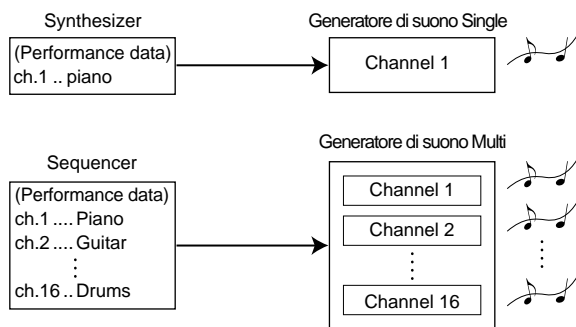 Synthesizer
(Performance data)
ch.1 .. piano
Generatore di suono Single
Channel 1
Sequencer
(Performance data)
ch.1 .... Piano
ch.2 .... Guitar
ch.16 .. Drums
Generatore di suono Multi
Channel 1
Channel 2
Channel 16